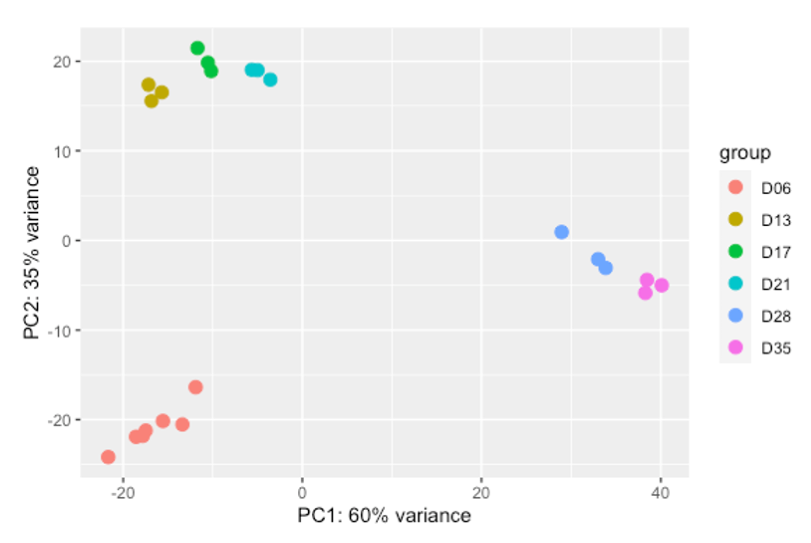 20
10
0
-10
-20
-20
0
20
40
PC1: 60% variance
PC2: 35% variance
group
D06
D13
D17
D21
D28
D35